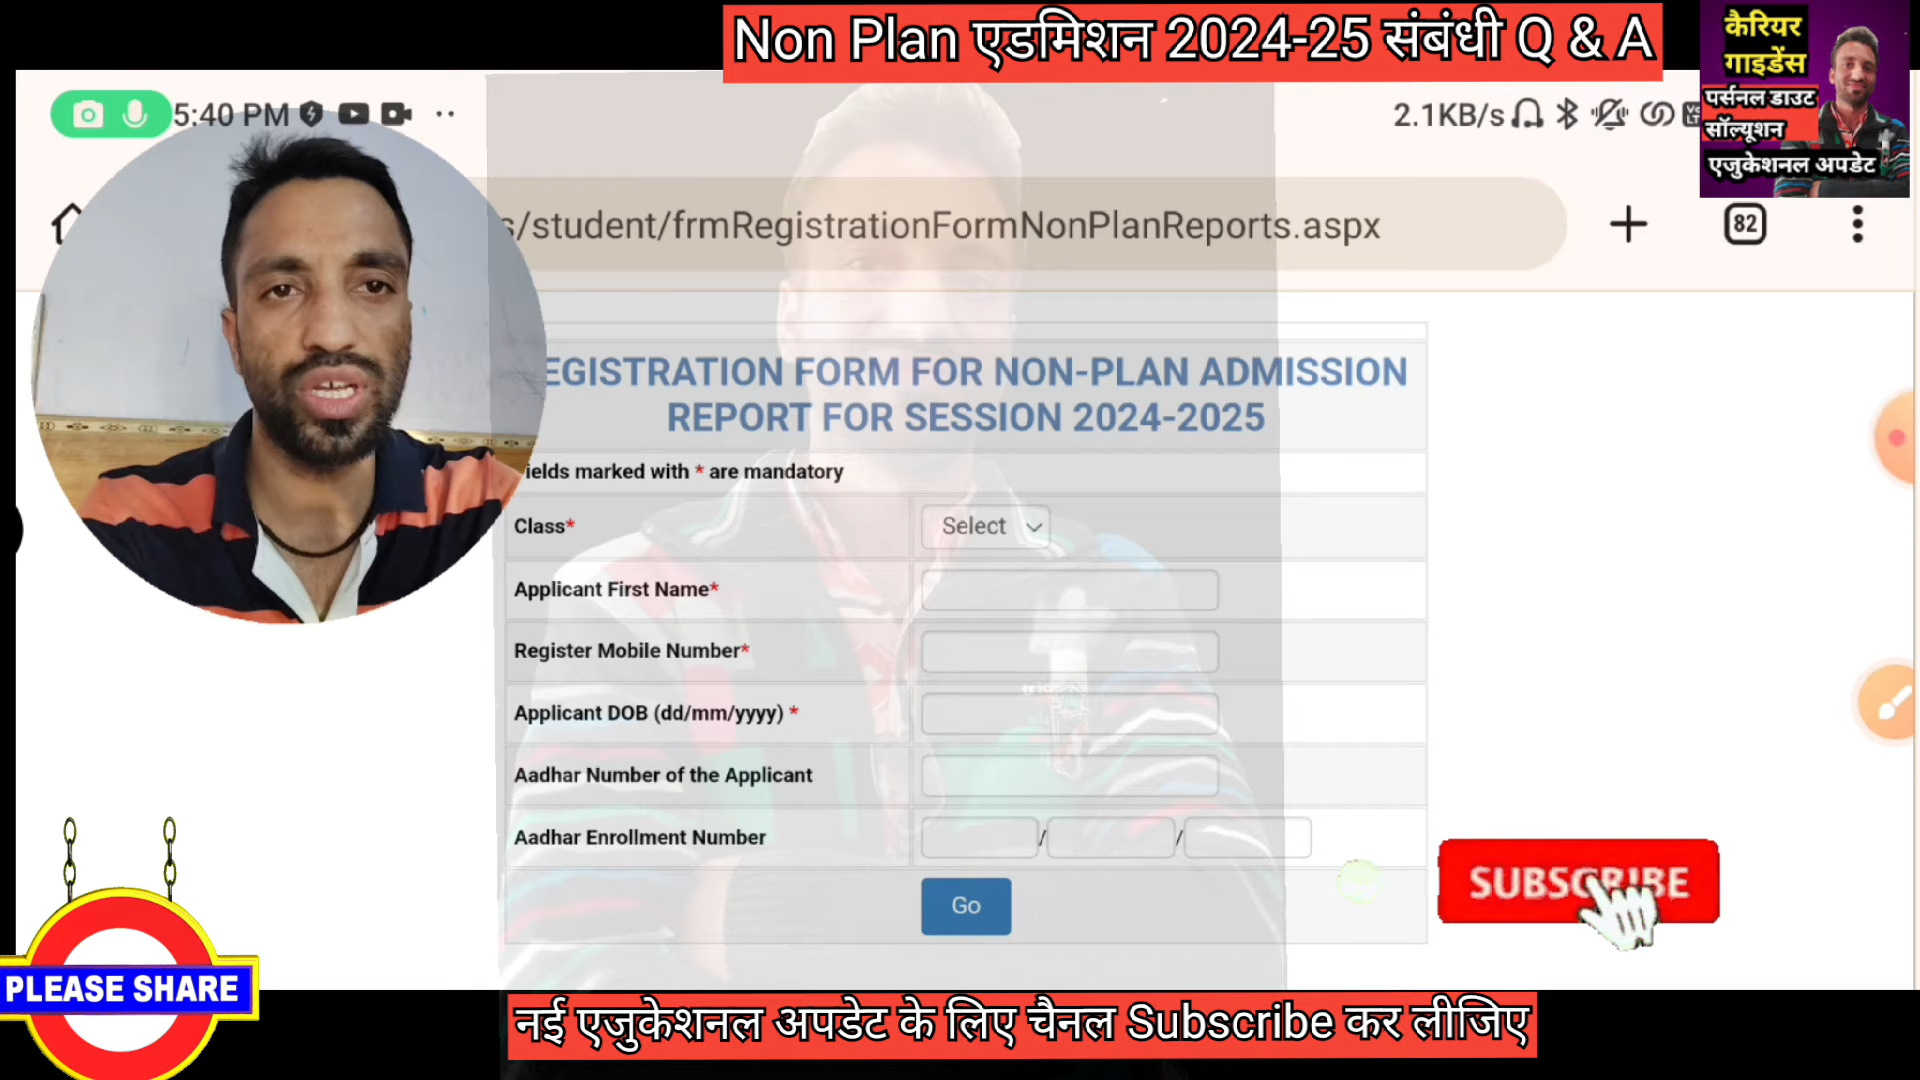 Non Plan एडमिशन 2024-25 संबंधी Q & A
कैरियर
गाइडेंस
पर्सनल डाउट
सॉल्यूशन
एजुकेशनल अपडेट
5:40 PM
2.1KB/s
s/student/frmRegistrationFormNonPlanReports.aspx
82
EGISTRATION FORM FOR NON-PLAN ADMISSION
REPORT FOR SESSION 2024-2025
ields marked with * are mandatory
Class*
Select
Applicant First Name*
Register Mobile Number*
Applicant DOB (dd/mm/yyyy) *
Aadhar Number of the Applicant
Aadhar Enrollment Number
/
/
Go
SUBSCRIBE
PLEASE SHARE
नई एजुकेशनल अपडेट के लिए चैनल Subscribe कर लीजिए